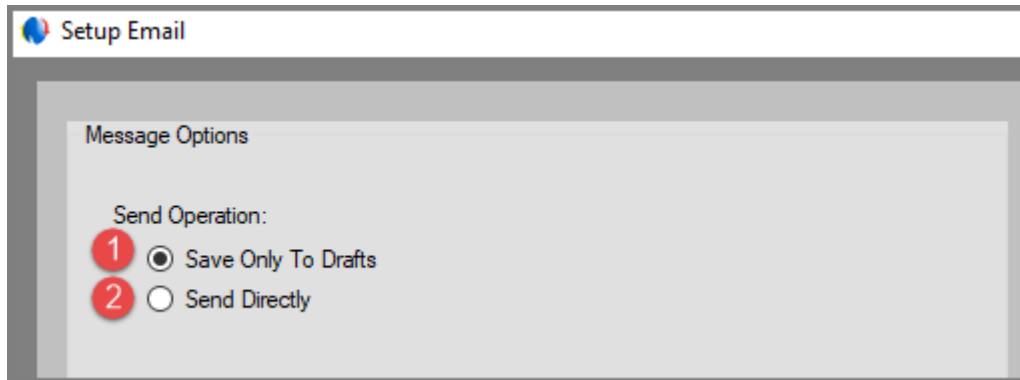 Setup Email
Message Options
Send Operation:
1 Save Only To Drafts
2 Send Directly